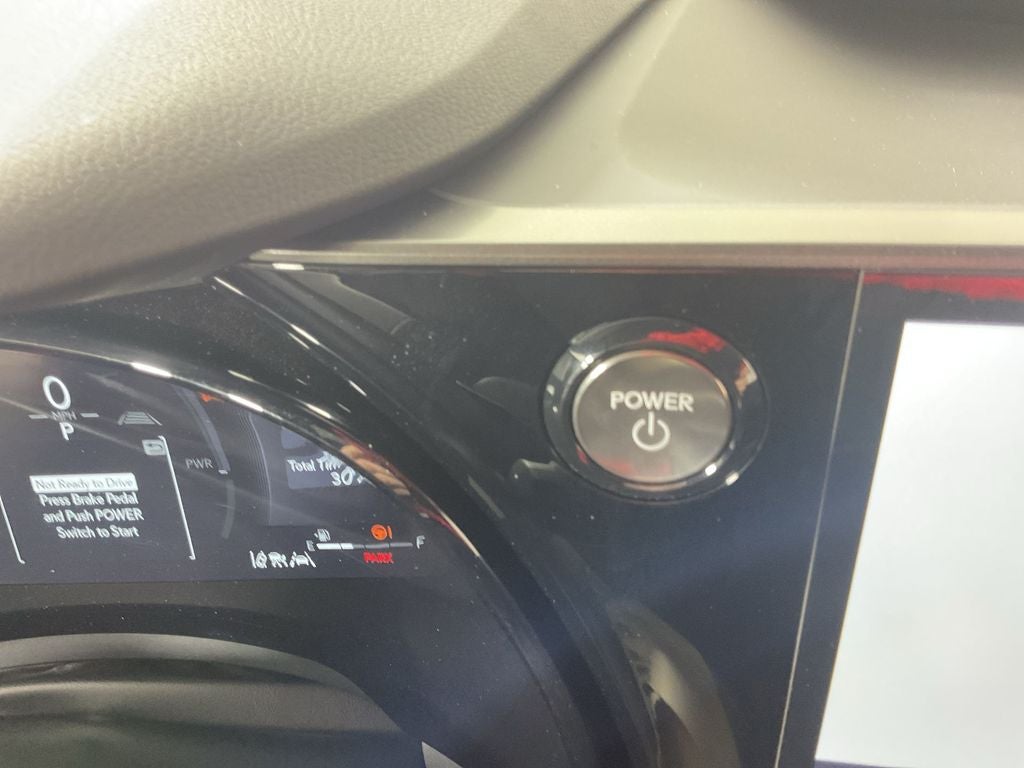 0
MPH
P
Not Ready to Drive
Press Brake Pedal
and Push POWER
Switch to Start
PWR
Total
30
E
F
PARK
POWER